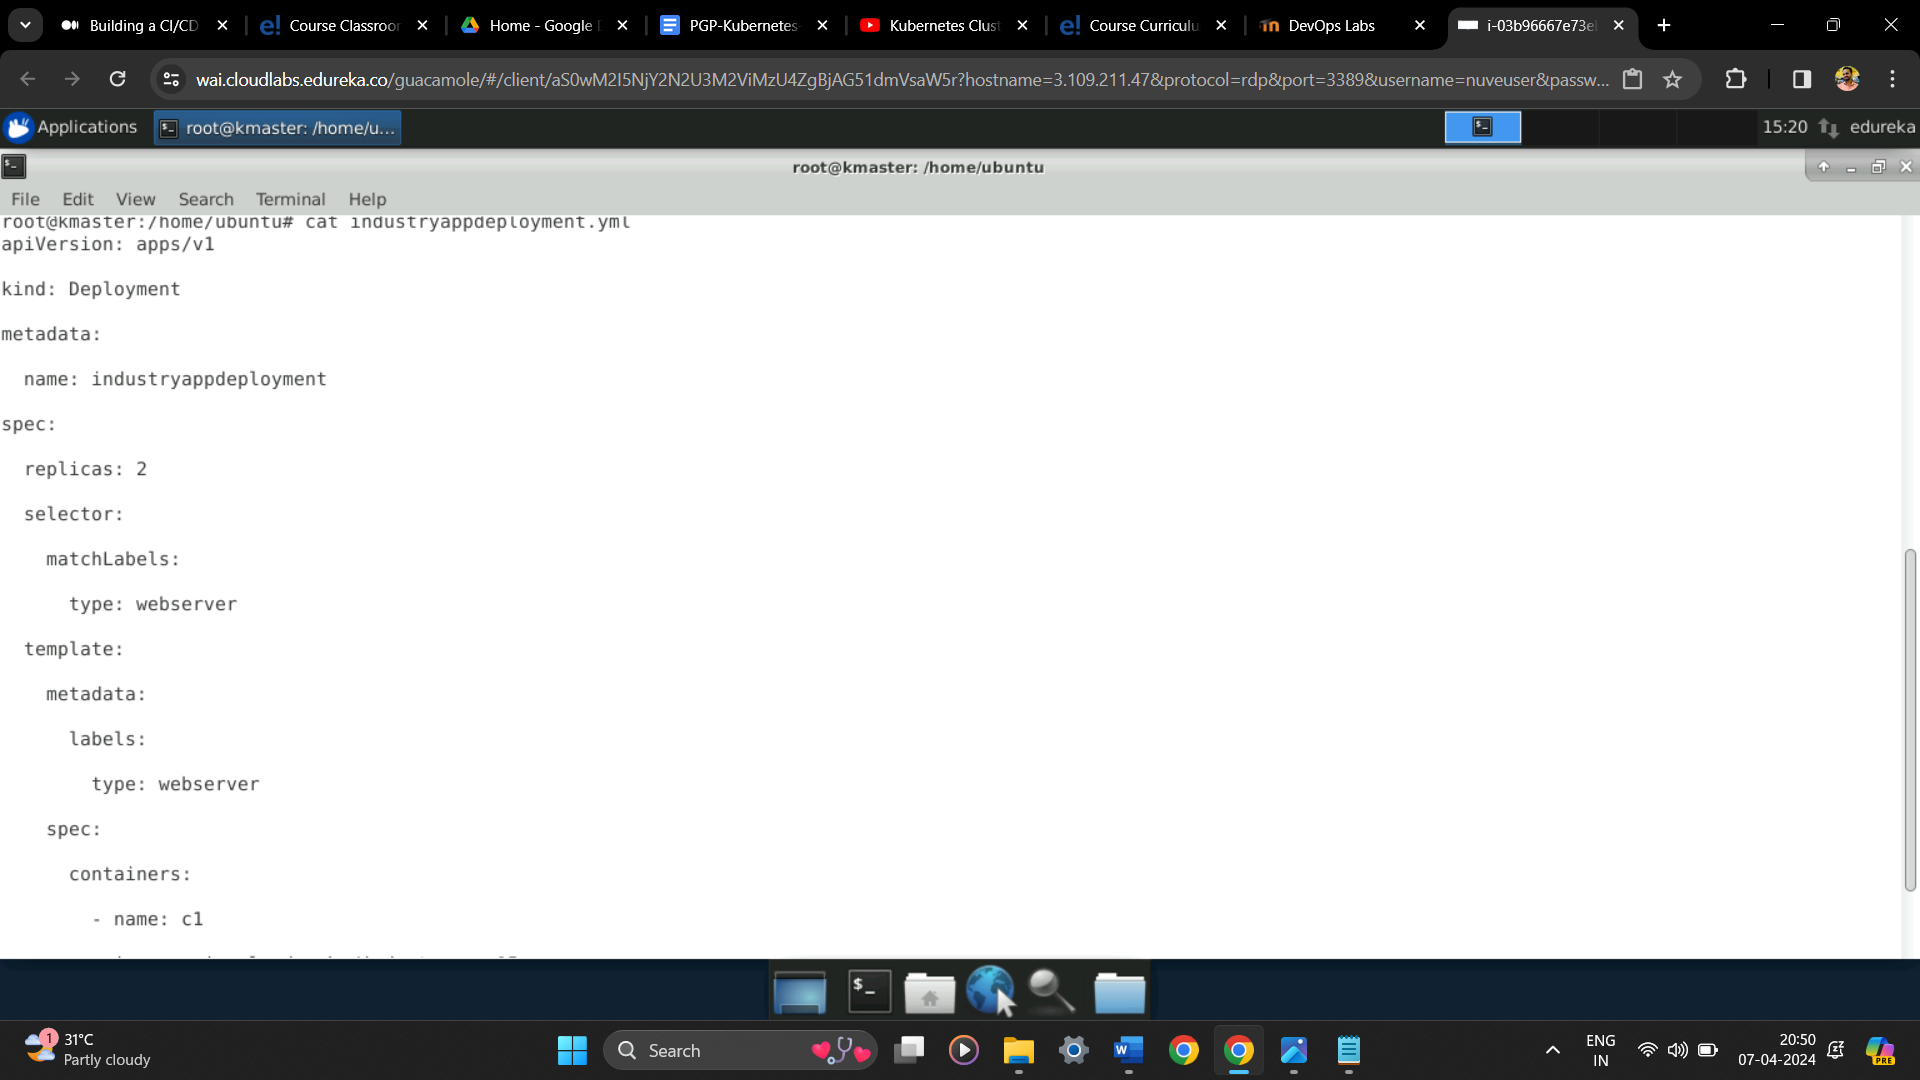 Building a CI/CD
Course Classroor
Home - Google
PGP-Kubernetes
Kubernetes Clust
Course Curriculu
DevOps Labs
i-03b96667e73e
wai.cloudlabs.edureka.co/guacamole/#/client/aS0wM2I5NjY2N2U3M2ViMzU4ZgBjAG51dmVsaW5r?hostname=3.109.211.47&protocol=rdp&port=3389&username=nuveuser&passw...
Applications
root@kmaster: /home/u...
15:20
edureka
root@kmaster: /home/ubuntu
File Edit View Search Terminal Help
root@kmaster:/home/ubuntu# cat industryappdeployment.yml
apiVersion: apps/v1
kind: Deployment
metadata:
  name: industryappdeployment
spec:
  replicas: 2
  selector:
    matchLabels:
      type: webserver
  template:
    metadata:
      labels:
        type: webserver
    spec:
      containers:
        - name: c1
1
31°C
Partly cloudy
Search
PRE
ENG
IN
20:50
07-04-2024